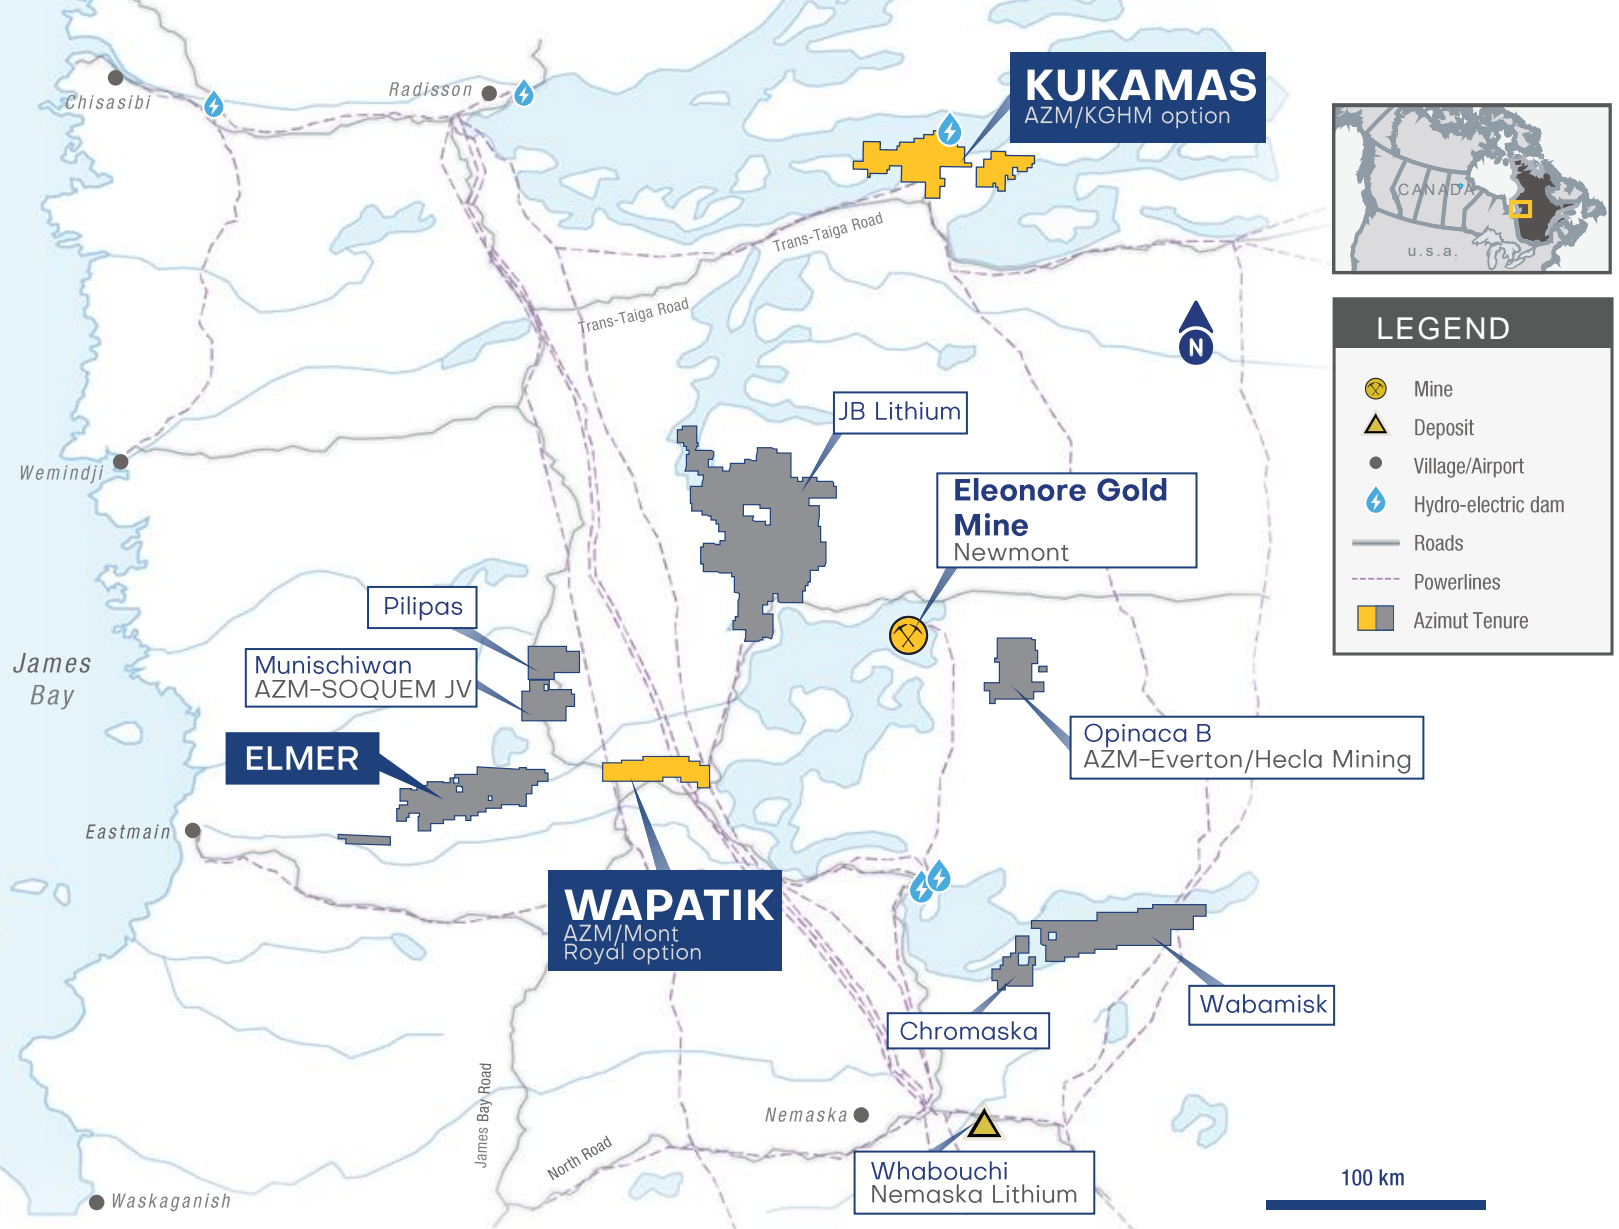 KUKAMAS
AZM/KGHM option
Radisson
Chisasibi
CANADA
u.s.a.
Trans-Taiga Road
Trans-Taiga Road
N
LEGEND
Mine
Deposit
Village/Airport
Hydro-electric dam
Roads
Powerlines
Azimut Tenure
JB Lithium
Wemindji
Eleonore Gold
Mine
Newmont
Pilipas
James
Bay
Munischiwan
AZM-SOQUEM JV
Opinaca B
AZM-Everton/Hecla Mining
ELMER
Eastmain
WAPATIK
AZM/Mont
Royal option
Wabamisk
Chromaska
James Bay Road
Nemaska
North Road
Whabouchi
Nemaska Lithium
100 km
Waskaganish